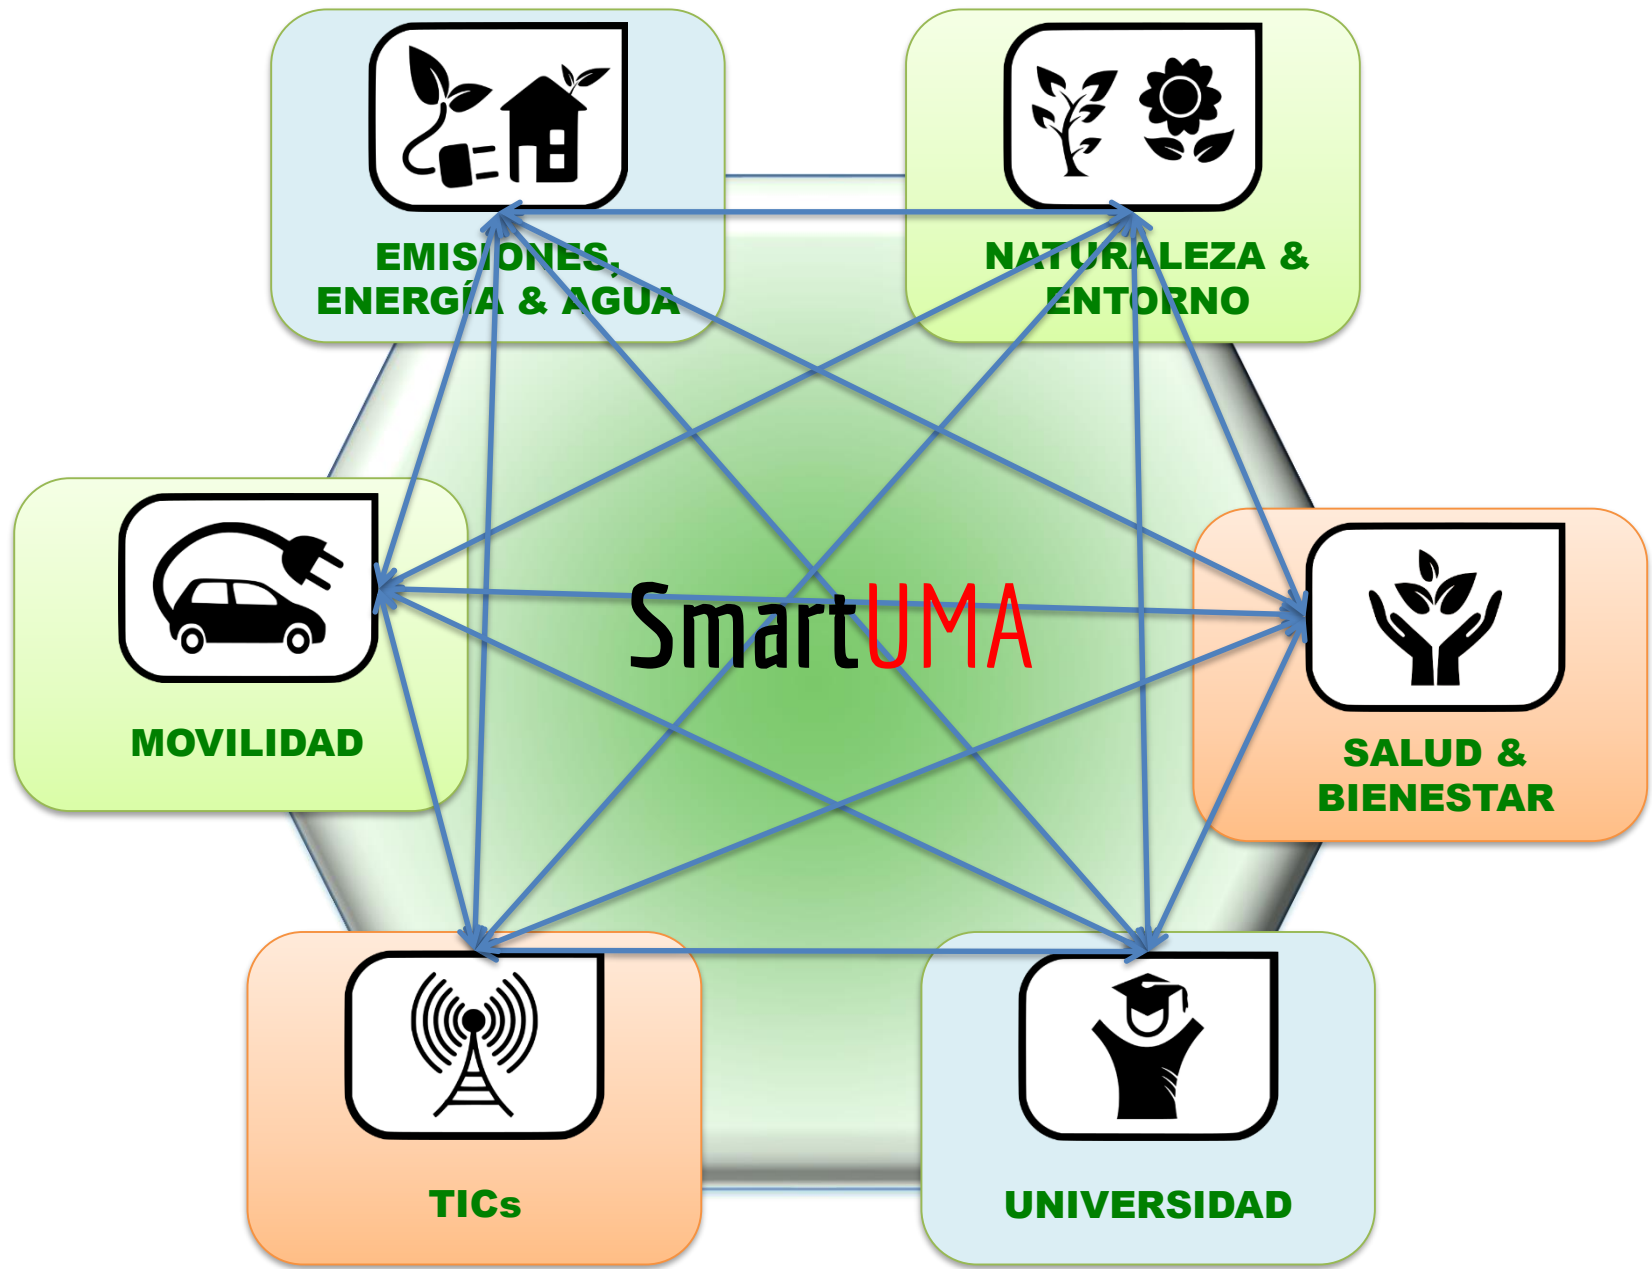 EMISIONES,
ENERGÍA & AGUA
NATURALEZA &
ENTORNO
SmartUMA
MOVILIDAD
SALUD &
BIENESTAR
TICs
UNIVERSIDAD